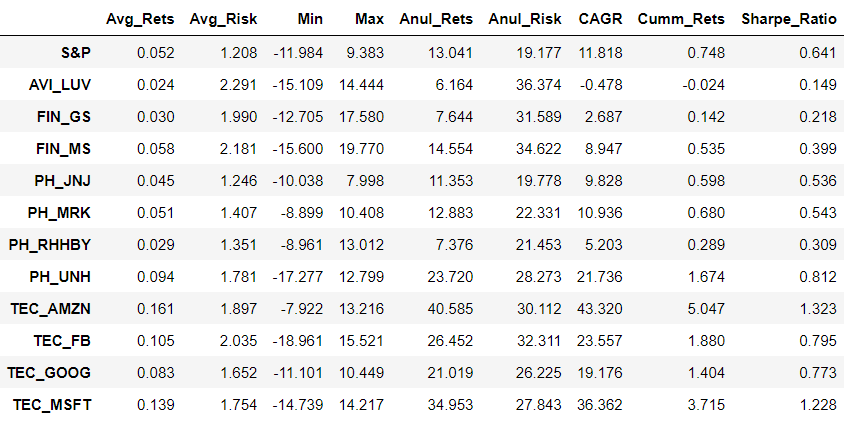 Avg_Rets Avg_Risk Min Max Anul_Rets Anul_Risk CAGR Cumm_Rets Sharpe_Ratio
S&P 0.052 1.208 -11.984 9.383 13.041 19.177 11.818 0.748 0.641
AVI_LUV 0.024 2.291 -15.109 14.444 6.164 36.374 -0.478 -0.024 0.149
FIN_GS 0.030 1.990 -12.705 17.580 7.644 31.589 2.687 0.142 0.218
FIN_MS 0.058 2.181 -15.600 19.770 14.554 34.622 8.947 0.535 0.399
PH_JNJ 0.045 1.246 -10.038 7.998 11.353 19.778 9.828 0.598 0.536
PH_MRK 0.051 1.407 -8.899 10.408 12.883 22.331 10.936 0.680 0.543
PH_RHHBY 0.029 1.351 -8.961 13.012 7.376 21.453 5.203 0.289 0.309
PH_UNH 0.094 1.781 -17.277 12.799 23.720 28.273 21.736 1.674 0.812
TEC_AMZN 0.161 1.897 -7.922 13.216 40.585 30.112 43.320 5.047 1.323
TEC_FB 0.105 2.035 -18.961 15.521 26.452 32.311 23.557 1.880 0.795
TEC_GOOG 0.083 1.652 -11.101 10.449 21.019 26.225 19.176 1.404 0.773
TEC_MSFT 0.139 1.754 -14.739 14.217 34.953 27.843 36.362 3.715 1.228